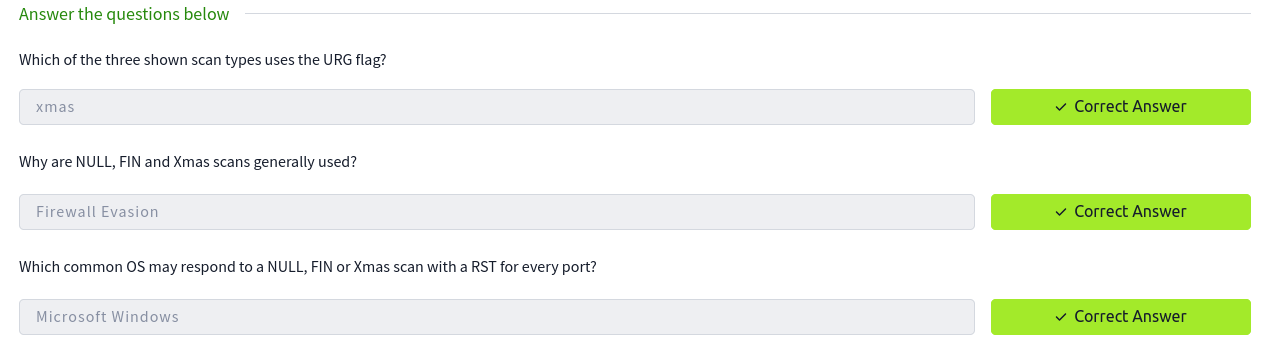 Answer the questions below
Which of the three shown scan types uses the URG flag?
xmas
✓ Correct Answer
Why are NULL, FIN and Xmas scans generally used?
Firewall Evasion
✓ Correct Answer
Which common OS may respond to a NULL, FIN or Xmas scan with a RST for every port?
Microsoft Windows
✓ Correct Answer